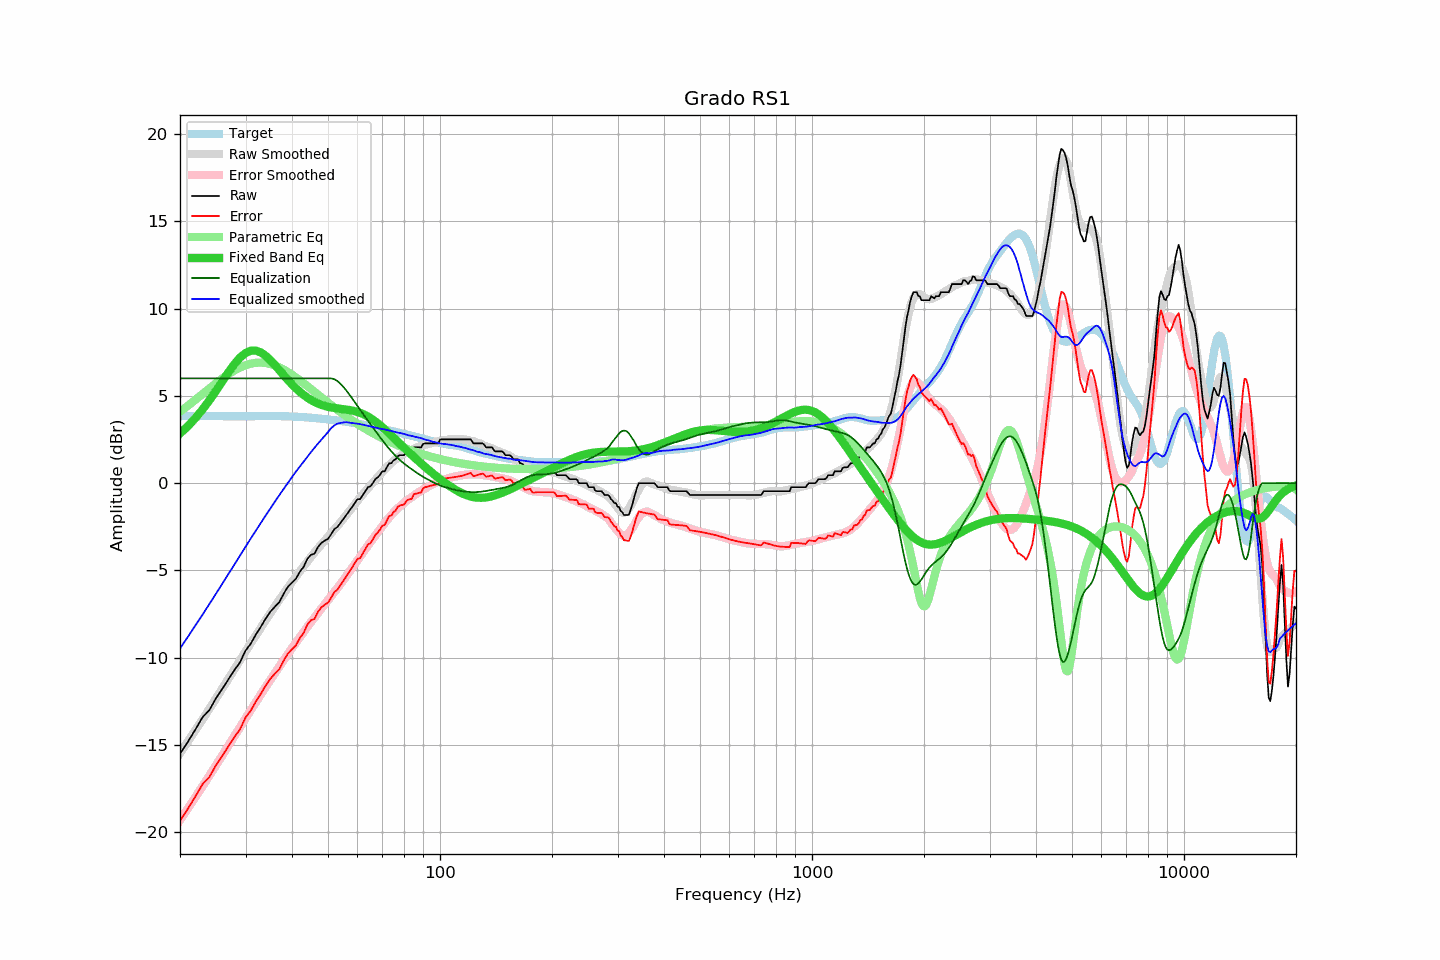 Grado RS1
Target
Raw Smoothed
Error Smoothed
Raw
Error
Parametric Eq
Fixed Band Eq
Equalization
Equalized smoothed
20
15
10
5
0
−5
−10
−15
−20
Amplitude (dBr)
100
1000
10000
Frequency (Hz)